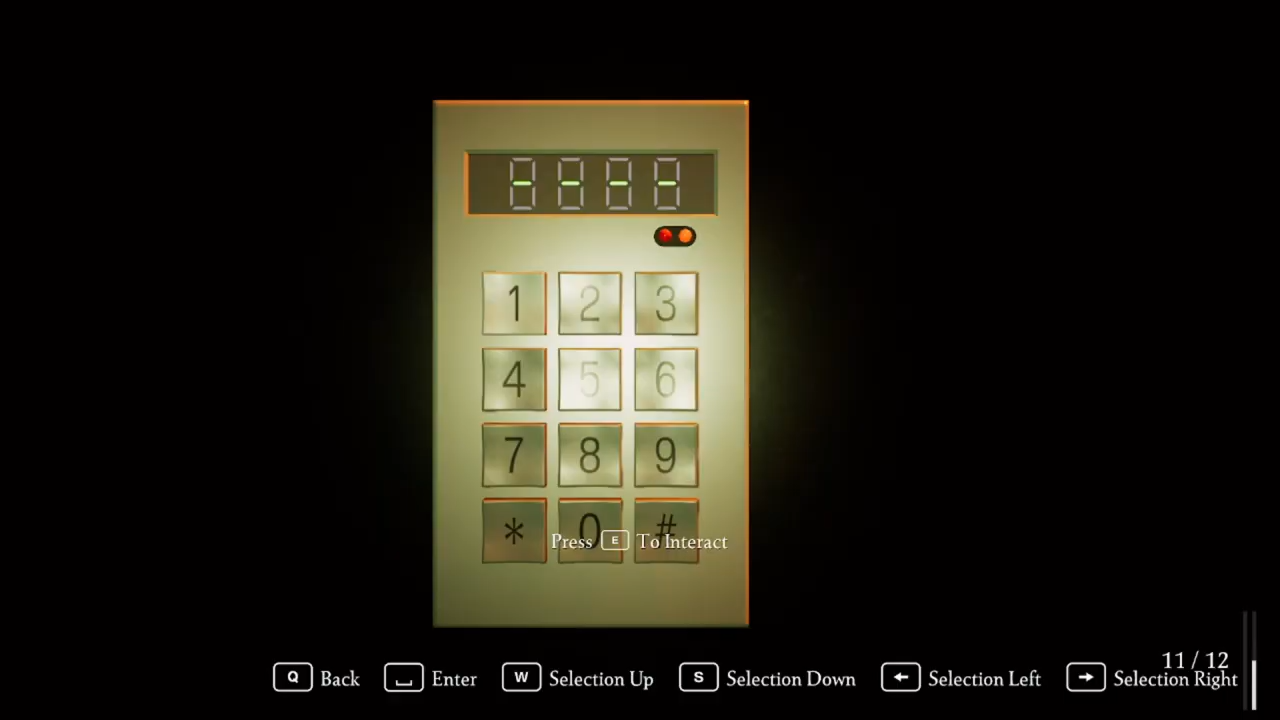 ----
1 2 3
4 5 6
7 8 9
* 0 #
Press E To Interact
11 / 12
Q Back Enter W Selection Up S Selection Down ← Selection Left → Selection Right